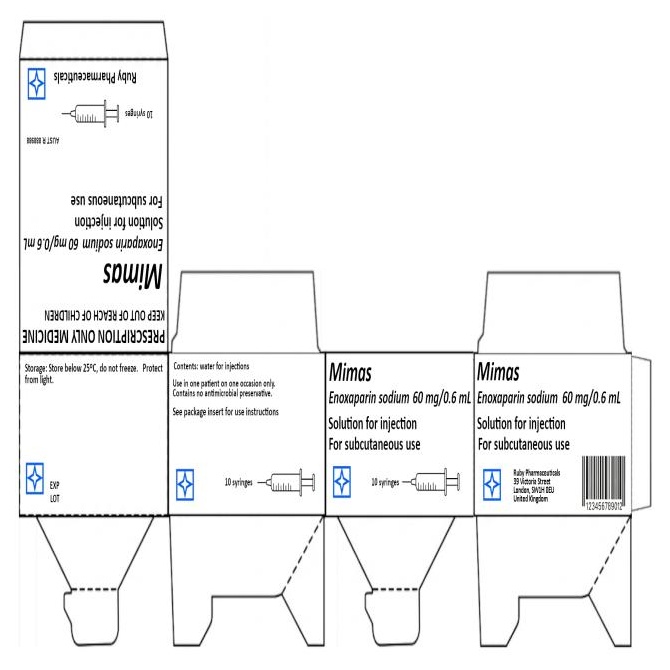 PRESCRIPTION ONLY MEDICINE
KEEP OUT OF REACH OF CHILDREN
Mimas
Enoxaparin sodium 60 mg/0.6 mL
Solution for injection
For subcutaneous use
AUST R 888988
10 syringes
Ruby Pharmaceuticals
Storage: Store below 25°C, do not freeze. Protect
from light.
EXP
LOT
Contents: water for injections
Use in one patient on one occasion only.
Contains no antimicrobial preservative.
See package insert for use instructions
10 syringes
Mimas
Enoxaparin sodium 60 mg/0.6 mL
Solution for injection
For subcutaneous use
10 syringes
Mimas
Enoxaparin sodium 60 mg/0.6 mL
Solution for injection
For subcutaneous use
Ruby Pharmaceuticals
39 Victoria Street
London, SW1H 0EU
United Kingdom
123456789012